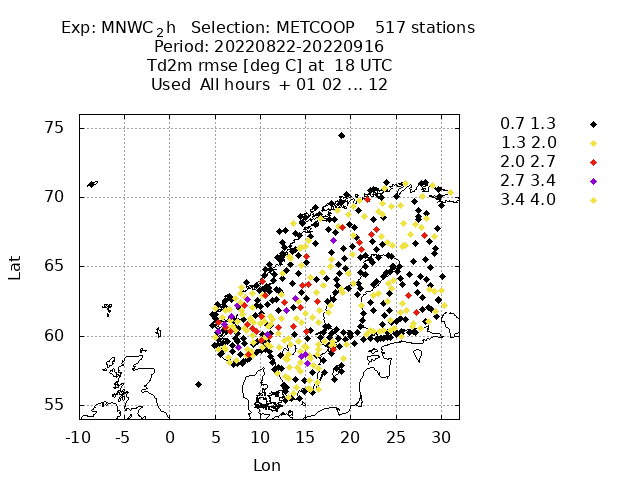 Exp: MNWC2h   Selection: METCOOP    517 stations
Period: 20220822-20220916
Td2m rmse [deg C] at  18 UTC
Used  All hours  + 01 02 ... 12
0.7 1.3
1.3 2.0
2.0 2.7
2.7 3.4
3.4 4.0
75
70
65
60
55
Lat
-10 -5 0 5 10 15 20 25 30
Lon